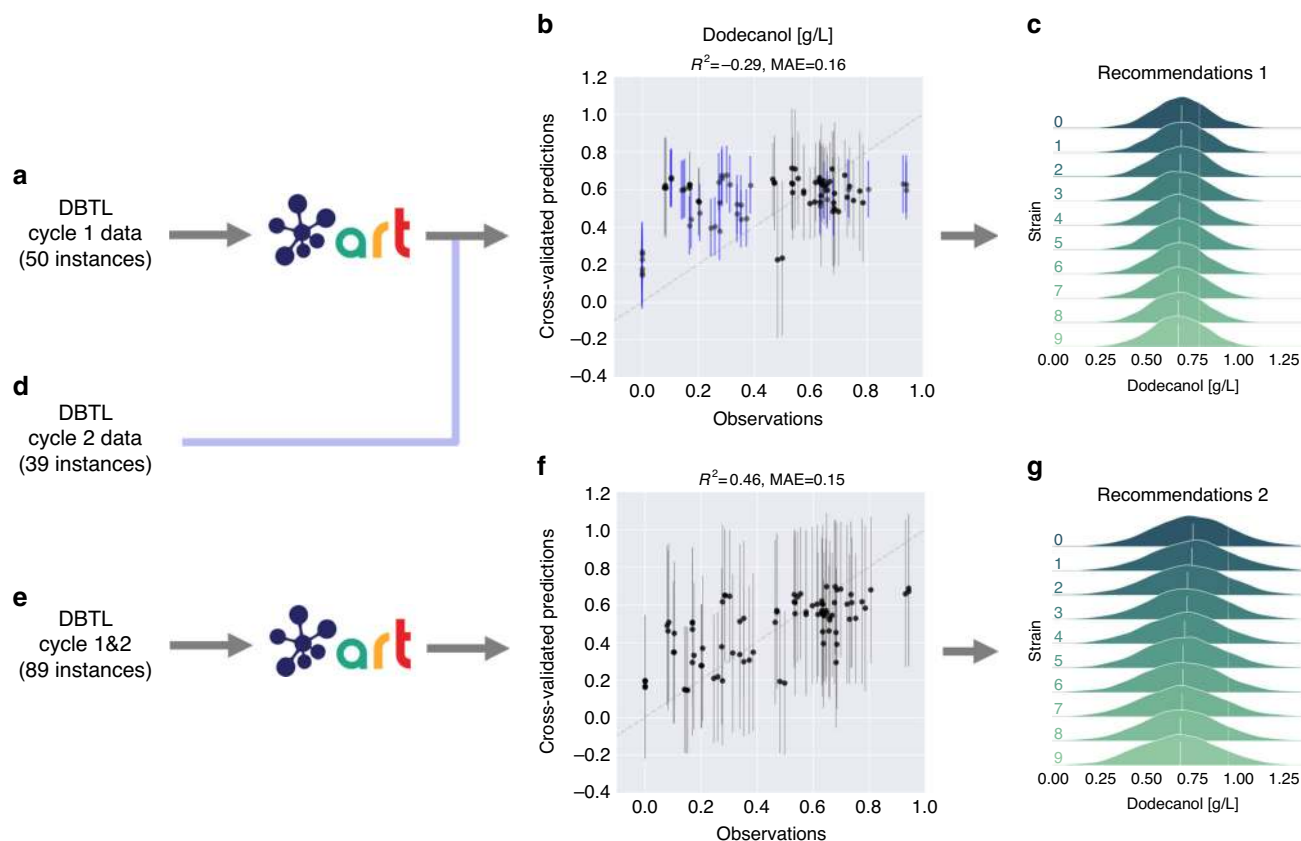 a
DBTL
cycle 1 data
(50 instances)
art
b
Dodecanol [g/L]
R²=−0.29, MAE=0.16
Cross-validated predictions
1.2
1.0
0.8
0.6
0.4
0.2
0.0
−0.2
−0.4
0.0 0.2 0.4 0.6 0.8 1.0
Observations
c
Recommendations 1
Strain
0
1
2
3
4
5
6
7
8
9
0.00 0.25 0.50 0.75 1.00 1.25
Dodecanol [g/L]
d
DBTL
cycle 2 data
(39 instances)
e
DBTL
cycle 1&2
(89 instances)
art
f
R²=0.46, MAE=0.15
Cross-validated predictions
1.2
1.0
0.8
0.6
0.4
0.2
0.0
−0.2
−0.4
0.0 0.2 0.4 0.6 0.8 1.0
Observations
g
Recommendations 2
Strain
0
1
2
3
4
5
6
7
8
9
0.00 0.25 0.50 0.75 1.00 1.25
Dodecanol [g/L]